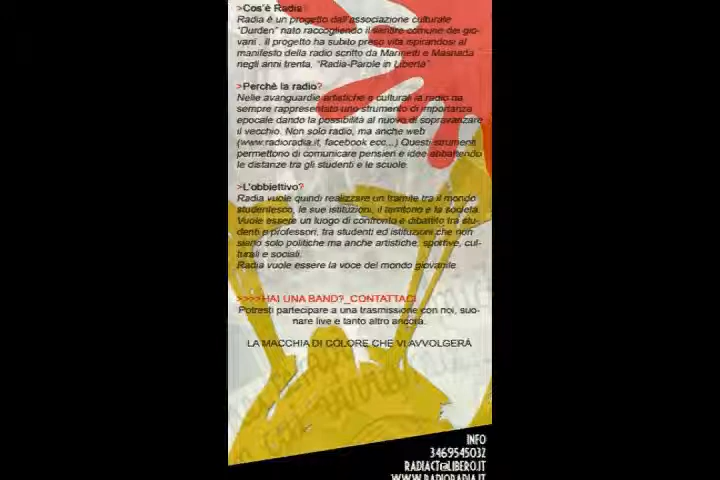 >Cos'è Radia
Radia è un progetto dall'associazione culturale
"Durden" nato raccogliendo il sentire comune dei gio-
vani . il progetto ha subito preso vita ispirandosi al
manifesto della radio scritto da Marinetti e Masnada
negli anni trenta, "Radia-Parole in Libertà"
>Perchè la radio?
Nelle avanguardie artistiche e culturali la radio ha
sempre rappresentato uno strumento di importanza
epocale dando la possibilità al nuovo di sopravanzare
il vecchio. Non solo radio, ma anche web
(www.radioradia.it, facebook ecc...) Questi strumenti
permettono di comunicare pensieri e idee abbattendo
le distanze tra gli studenti e le scuole.
>L'obbiettivo?
Radia vuole quindi realizzare un tramite tra il mondo
studentesco, le sue istituzioni, il territorio e la società.
Vuole essere un luogo di confronto e dibattito tra stu-
denti e professori, tra studenti ed istituzioni che non
siano solo politiche ma anche artistiche, sportive, cul-
turali e sociali.
Radia vuole essere la voce del mondo giovanile.
>>>>HAI UNA BAND?_CONTATTACI
Potresti partecipare a una trasmissione con noi, suo-
nare live e tanto altro ancora.
LA MACCHIA DI COLORE CHE VI AVVOLGERÀ
INFO
3469545032
RADIACT@LIBERO.IT
WWW.RADIORADIA.IT